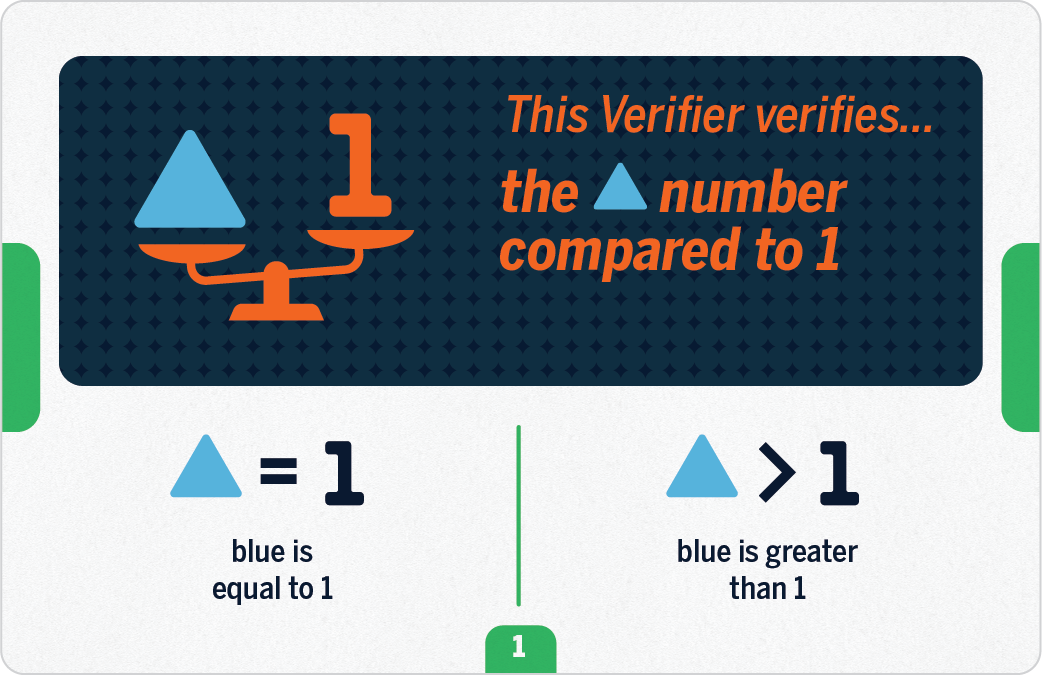 1
This Verifier verifies...
the number
compared to 1
= 1
> 1
blue is
equal to 1
blue is greater
than 1
1